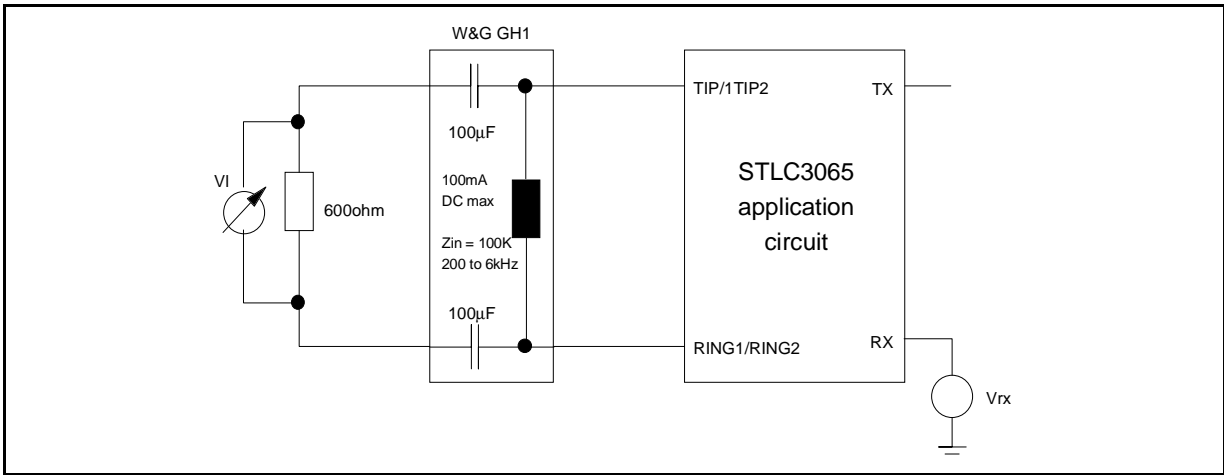 W&G GH1
TIP/1TIP2
TX
100μF
VI
600ohm
100mA
DC max
Zin = 100K
200 to 6kHz
STLC3065
application
circuit
100μF
RING1/RING2
RX
Vrx